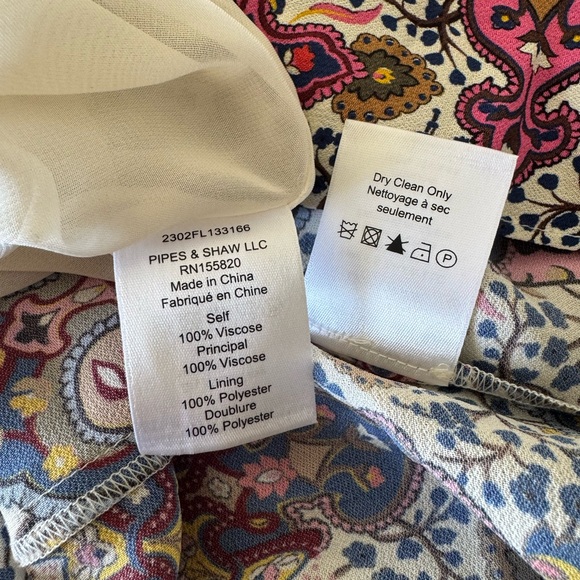 2302FL133166
PIPES & SHAW LLC
RN155820
Made in China
Fabriqué en Chine
Self
100% Viscose
Principal
100% Viscose
Lining
100% Polyester
Doublure
100% Polyester
Dry Clean Only
Nettoyage à sec
seulement
P